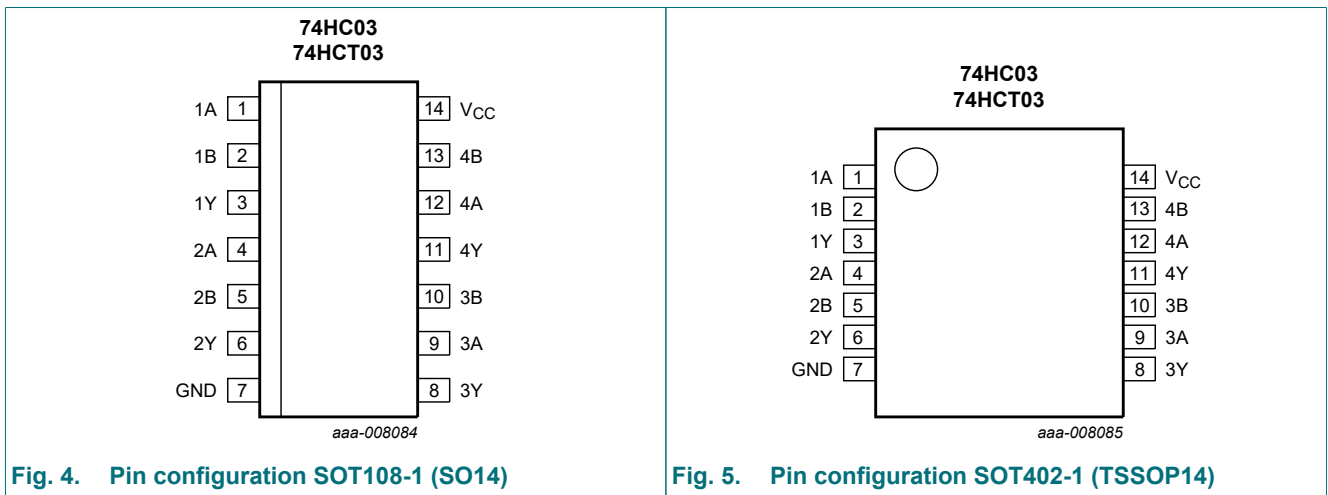 74HC03
74HCT03
1A 1 14 VCC
1B 2 13 4B
1Y 3 12 4A
2A 4 11 4Y
2B 5 10 3B
2Y 6 9 3A
GND 7 8 3Y
aaa-008084
Fig. 4. Pin configuration SOT108-1 (SO14)
74HC03
74HCT03
1A 1 14 VCC
1B 2 13 4B
1Y 3 12 4A
2A 4 11 4Y
2B 5 10 3B
2Y 6 9 3A
GND 7 8 3Y
aaa-008085
Fig. 5. Pin configuration SOT402-1 (TSSOP14)